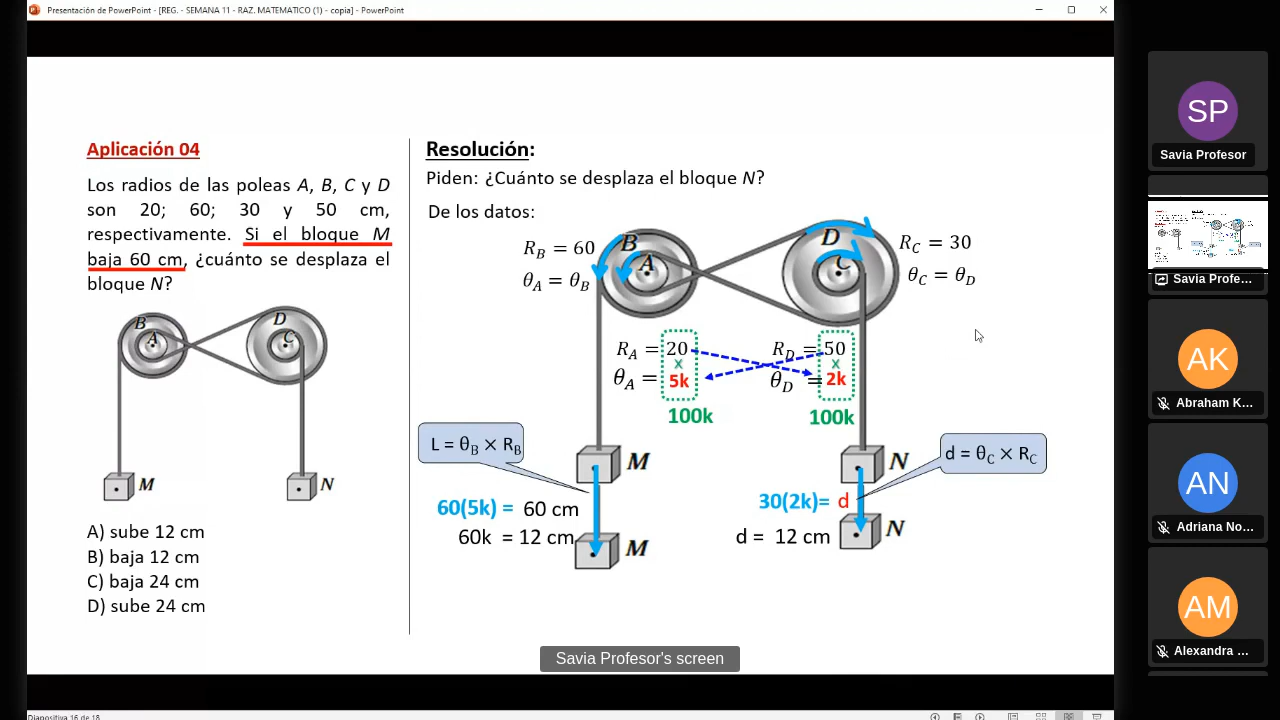 Presentación de PowerPoint - [REG. - SEMANA 11 - RAZ. MATEMATICO (1) - copia] - PowerPoint
Aplicación 04
Los radios de las poleas A, B, C y D
son 20; 60; 30 y 50 cm,
respectivamente. Si el bloque M
baja 60 cm, ¿cuánto se desplaza el
bloque N?
B
A
D
C
M
N
A) sube 12 cm
B) baja 12 cm
C) baja 24 cm
D) sube 24 cm
Resolución:
Piden: ¿Cuánto se desplaza el bloque N?
De los datos:
R_B = 60
θ_A = θ_B
B
A
D
C
R_C = 30
θ_C = θ_D
R_A = 20
x
θ_A = 5k
100k
R_D = 50
x
θ_D = 2k
100k
L = θ_B × R_B
M
60(5k) = 60 cm
60k = 12 cm
M
d = θ_C × R_C
N
30(2k)= d
d = 12 cm
N
Savia Profesor's screen
Diapositiva 16 de 18
SP
Savia Profesor
Savia Profe...
AK
Abraham K...
AN
Adriana No...
AM
Alexandra ...